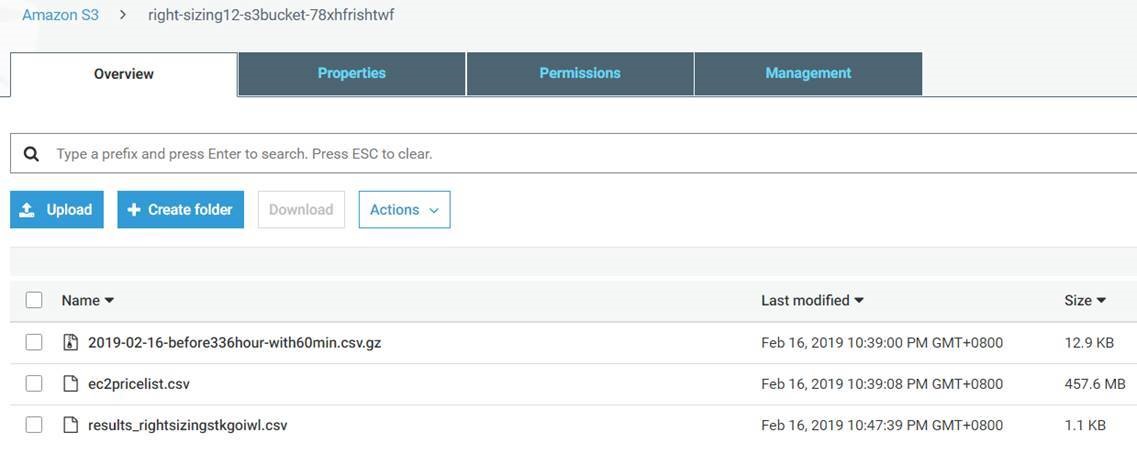 Amazon S3 > right-sizing12-s3bucket-78xhfrishtwf
Overview Properties Permissions Management
Type a prefix and press Enter to search. Press ESC to clear.
Upload + Create folder Download Actions
Name Last modified Size
2019-02-16-before336hour-with60min.csv.gz Feb 16, 2019 10:39:00 PM GMT+0800 12.9 KB
ec2pricelist.csv Feb 16, 2019 10:39:08 PM GMT+0800 457.6 MB
results_rightsizingstkgoiwl.csv Feb 16, 2019 10:47:39 PM GMT+0800 1.1 KB